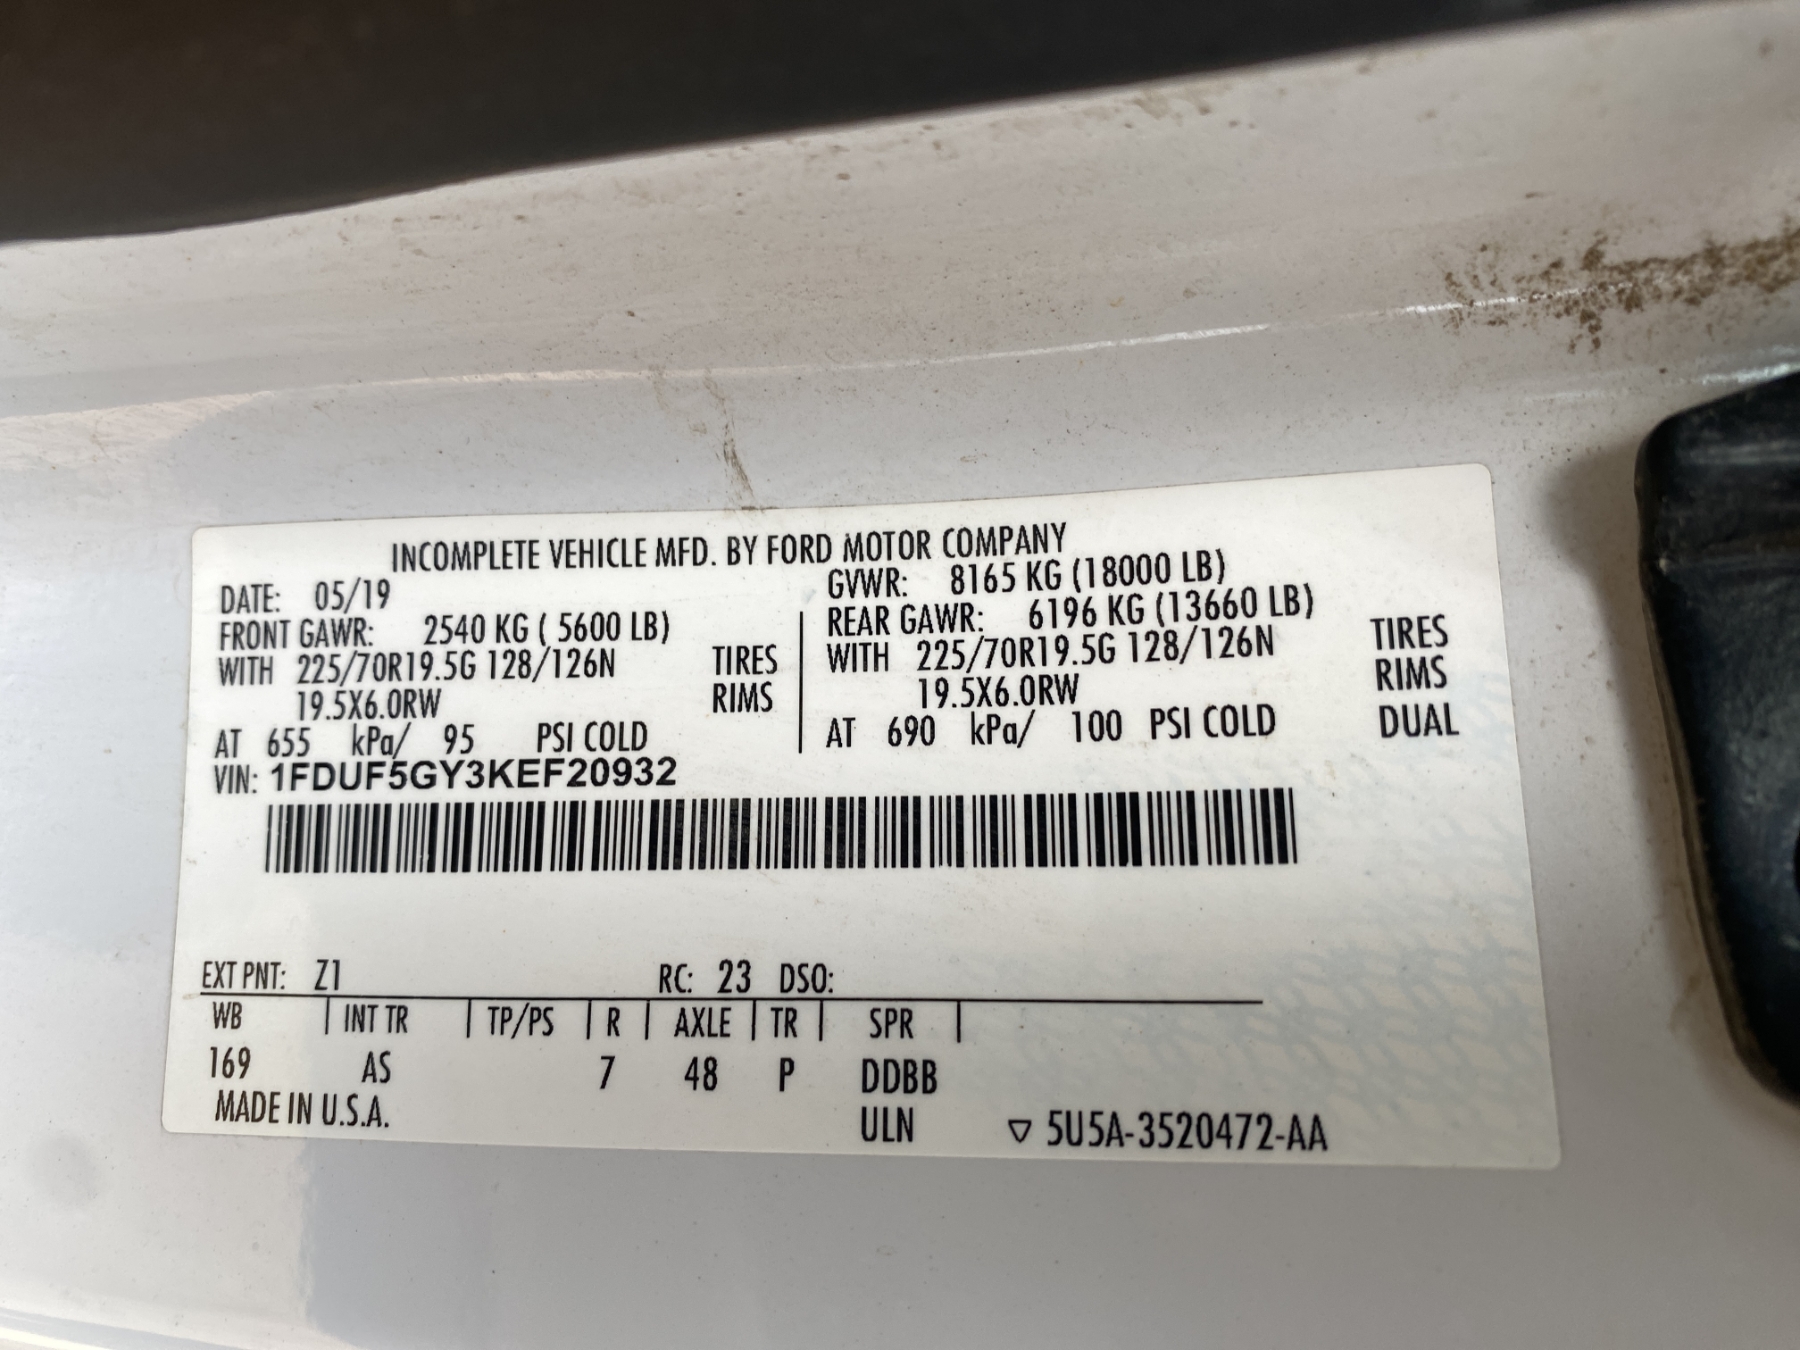 INCOMPLETE VEHICLE MFD. BY FORD MOTOR COMPANY
DATE: 05/19 GVWR: 8165 KG (18000 LB)
FRONT GAWR: 2540 KG ( 5600 LB) REAR GAWR: 6196 KG (13660 LB)
WITH 225/70R19.5G 128/126N TIRES WITH 225/70R19.5G 128/126N TIRES
19.5X6.0RW RIMS 19.5X6.0RW RIMS
AT 655 kPa/ 95 PSI COLD AT 690 kPa/ 100 PSI COLD DUAL
VIN: 1FDUF5GY3KEF20932
EXT PNT: Z1 RC: 23 DSO:
WB INT TR TP/PS R AXLE TR SPR
169 AS 7 48 P DDBB
MADE IN U.S.A. ULN ▽ 5U5A-3520472-AA